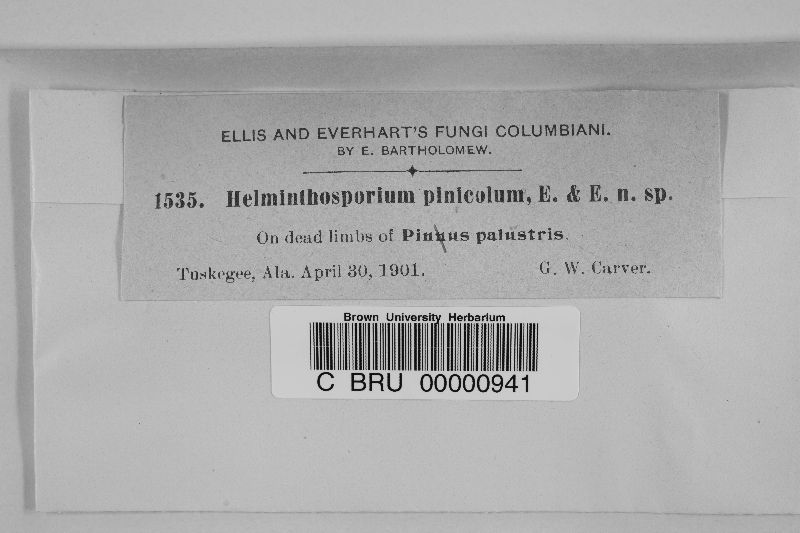 ELLIS AND EVERHART'S FUNGI COLUMBIANI.
BY E. BARTHOLOMEW.
1535. Helminthosporium pinicolum, E. & E. n. sp.
On dead limbs of Pinnus palustris.
Tuskegee, Ala. April 30, 1901. G. W. Carver.
Brown University Herbarium
C BRU 00000941